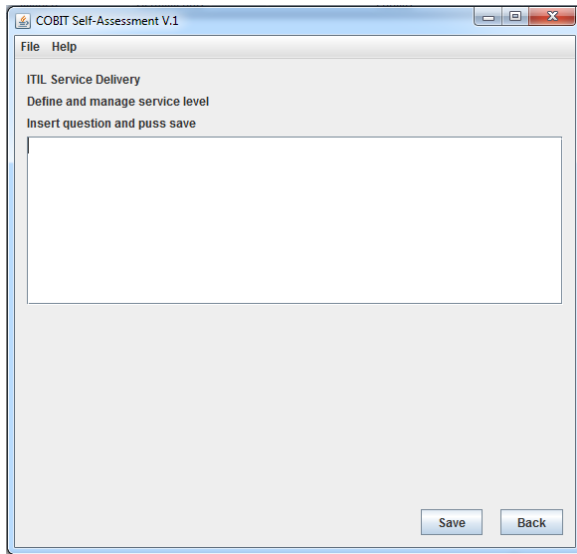 COBIT Self-Assessment V.1
File Help
ITIL Service Delivery
Define and manage service level
Insert question and puss save
Save Back